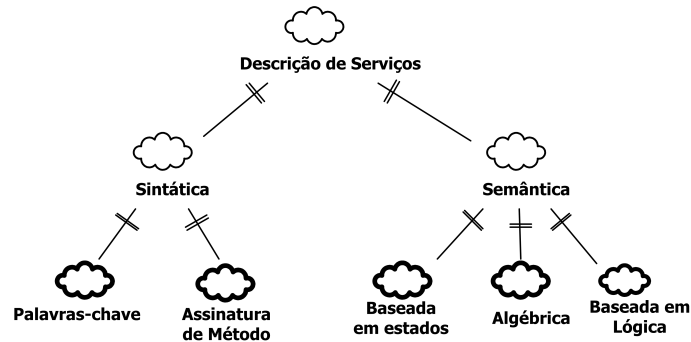 Descrição de Serviços
Sintática
Semântica
Palavras-chave
Assinatura
de Método
Baseada
em estados
Algébrica
Baseada em
Lógica